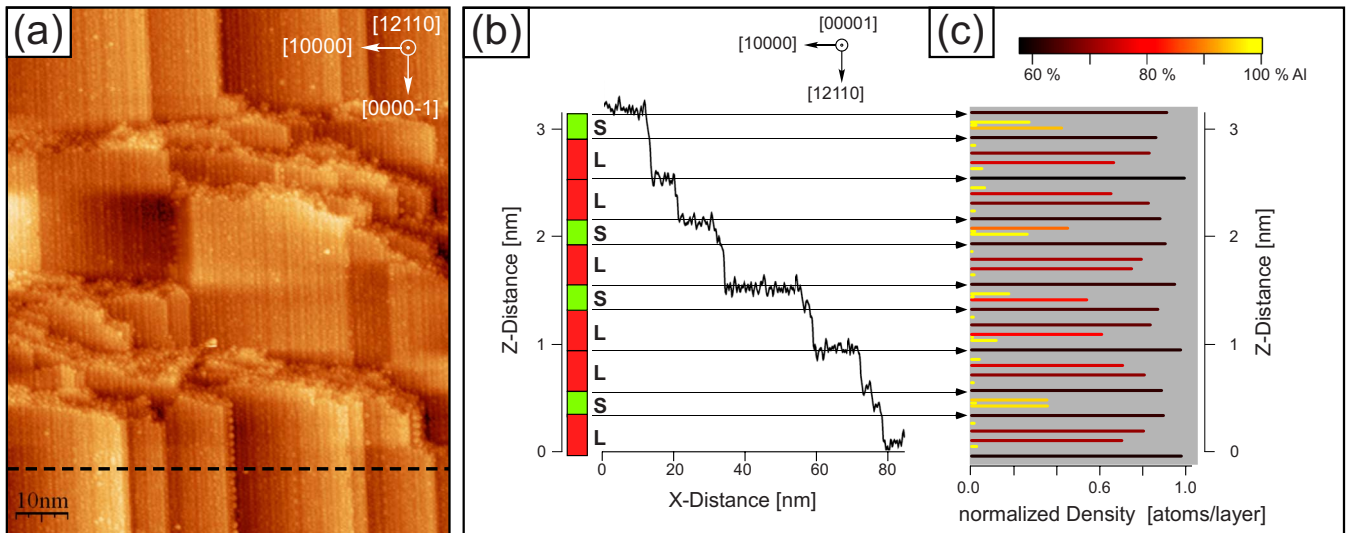 (a)
[12110]
[10000]
[0000-1]
10nm
(b)
[00001]
[10000]
[12110]
Z-Distance [nm]
3
2
1
0
S
L
L
S
L
S
L
L
S
L
0
20
40
60
80
X-Distance [nm]
(c)
60 %
80 %
100 % Al
3
2
1
0
Z-Distance [nm]
0.0
0.6
1.0
normalized Density [atoms/layer]